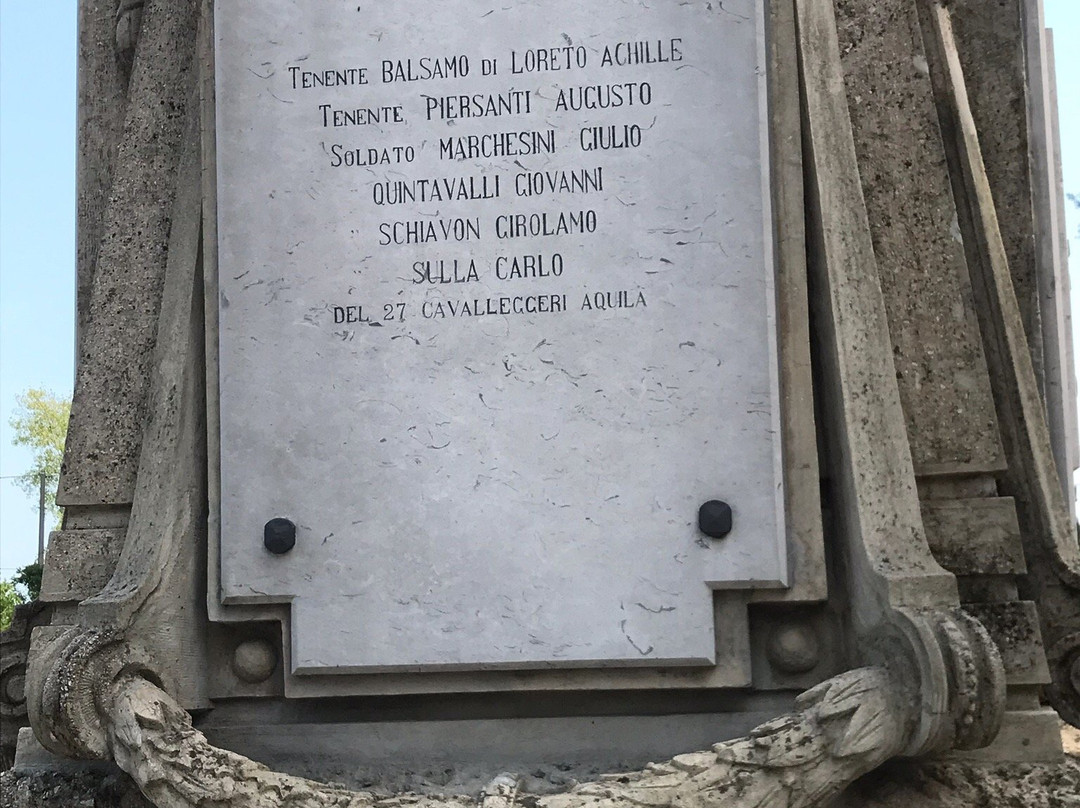 Tenente BALSAMO di LORETO ACHILLE
Tenente PIERSANTI AUGUSTO
Soldato MARCHESINI GIULIO
QUINTAVALLI GIOVANNI
SCHIAVON GIROLAMO
SULLA CARLO
DEL 27 CAVALLEGGERI AQUILA